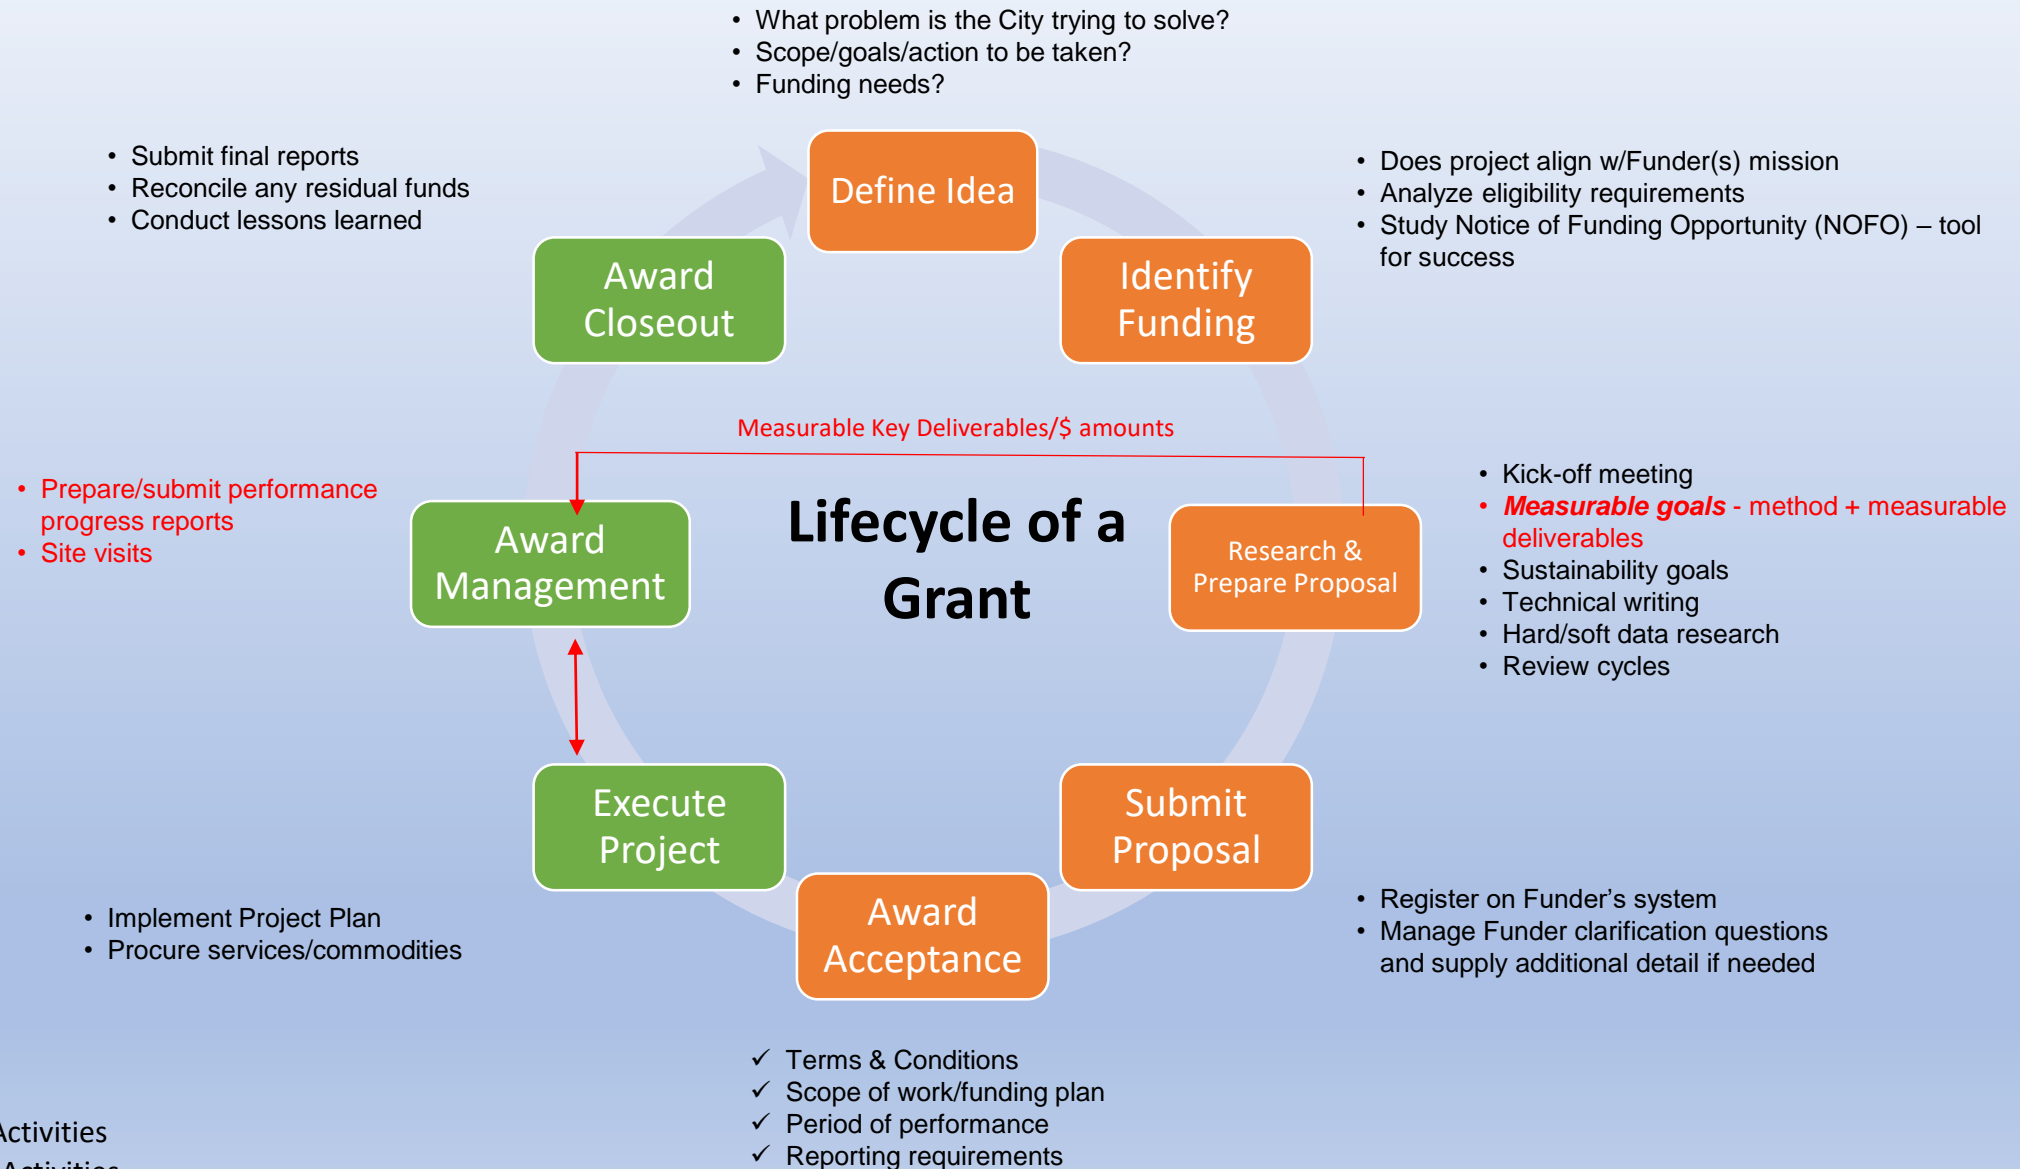 • What problem is the City trying to solve?
• Scope/goals/action to be taken?
• Funding needs?
Define Idea
• Does project align w/Funder(s) mission
• Analyze eligibility requirements
• Study Notice of Funding Opportunity (NOFO) – tool
for success
Identify
Funding
• Kick-off meeting
• Measurable goals - method + measurable
deliverables
• Sustainability goals
• Technical writing
• Hard/soft data research
• Review cycles
Research &
Prepare Proposal
Submit
Proposal
• Register on Funder’s system
• Manage Funder clarification questions
and supply additional detail if needed
Award
Acceptance
✓ Terms & Conditions
✓ Scope of work/funding plan
✓ Period of performance
✓ Reporting requirements
Execute
Project
• Implement Project Plan
• Procure services/commodities
Award
Management
• Prepare/submit performance
progress reports
• Site visits
Award
Closeout
• Submit final reports
• Reconcile any residual funds
• Conduct lessons learned
Measurable Key Deliverables/$ amounts
Lifecycle of a
Grant
Activities
Activities